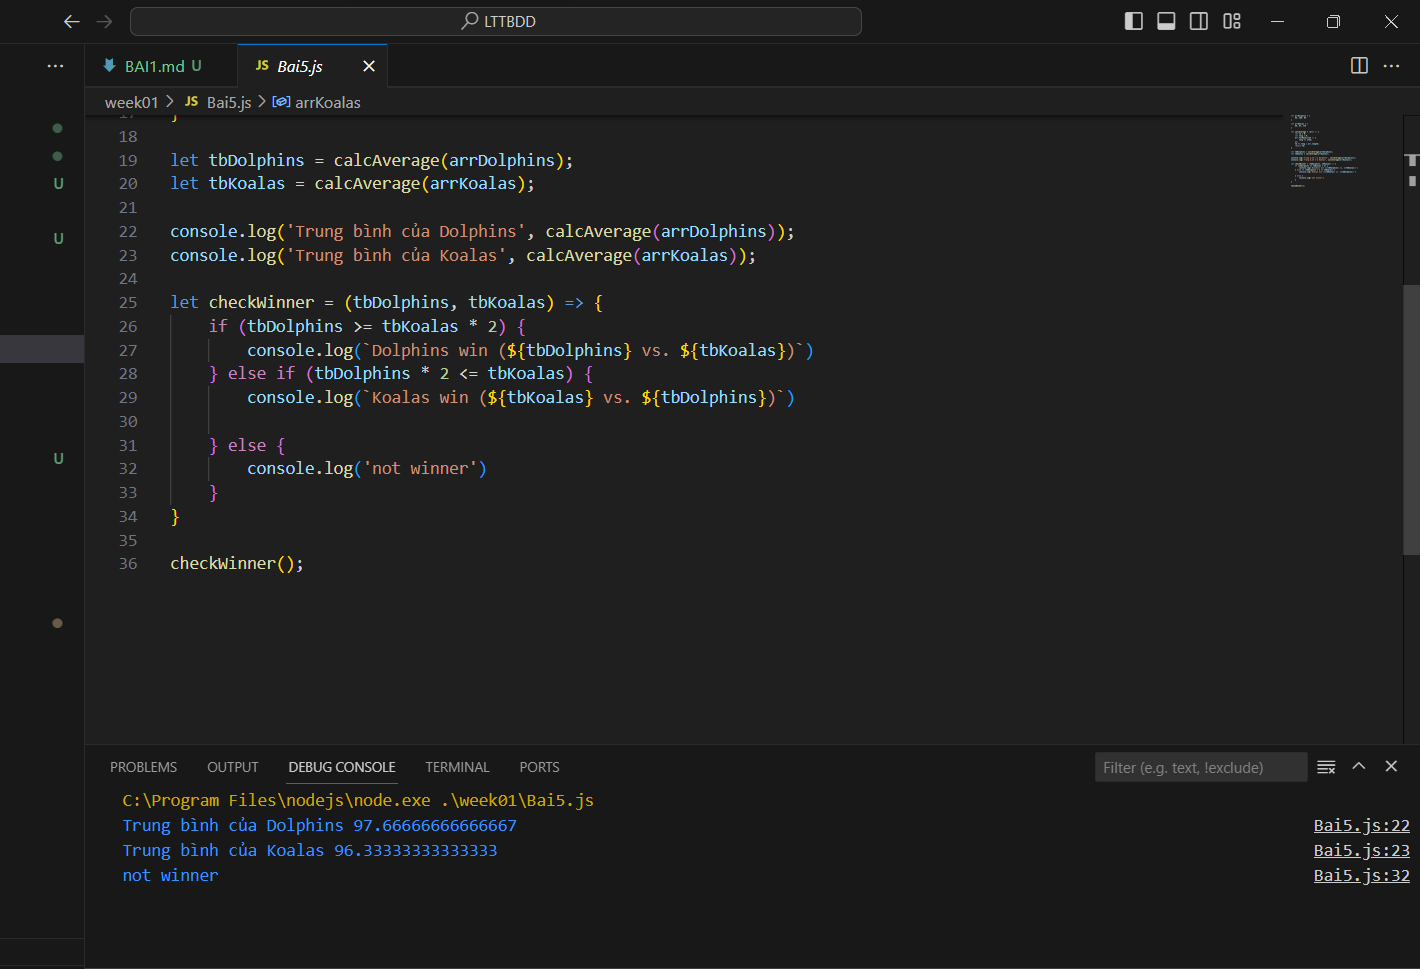 LTTBDD
BAI1.md U
JS Bai5.js
week01 > JS Bai5.js > arrKoalas
17 }
18
19 let tbDolphins = calcAverage(arrDolphins);
20 let tbKoalas = calcAverage(arrKoalas);
21
22 console.log('Trung bình của Dolphins', calcAverage(arrDolphins));
23 console.log('Trung bình của Koalas', calcAverage(arrKoalas));
24
25 let checkWinner = (tbDolphins, tbKoalas) => {
26 if (tbDolphins >= tbKoalas * 2) {
27 console.log(`Dolphins win (${tbDolphins} vs. ${tbKoalas})`)
28 } else if (tbDolphins * 2 <= tbKoalas) {
29 console.log(`Koalas win (${tbKoalas} vs. ${tbDolphins})`)
30
31 } else {
32 console.log('not winner')
33 }
34 }
35
36 checkWinner();
U
U
U
PROBLEMS OUTPUT DEBUG CONSOLE TERMINAL PORTS Filter (e.g. text, !exclude)
C:\Program Files\nodejs\node.exe .\week01\Bai5.js
Trung bình của Dolphins 97.66666666666667 Bai5.js:22
Trung bình của Koalas 96.33333333333333 Bai5.js:23
not winner Bai5.js:32